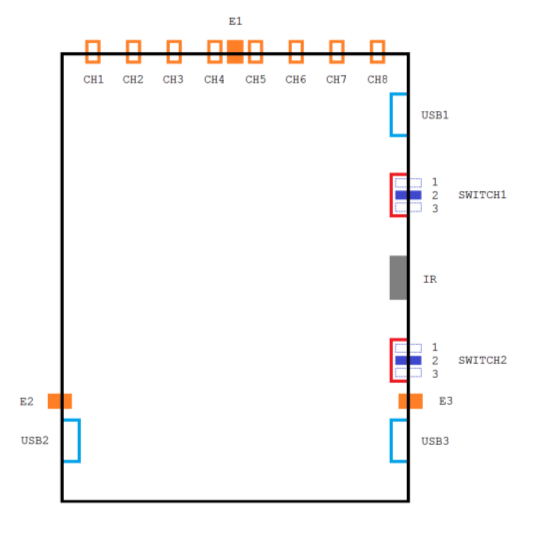 E1
CH1 CH2 CH3 CH4 CH5 CH6 CH7 CH8
USB1
1
2 SWITCH1
3
IR
1
2 SWITCH2
3
E2 E3
USB2 USB3